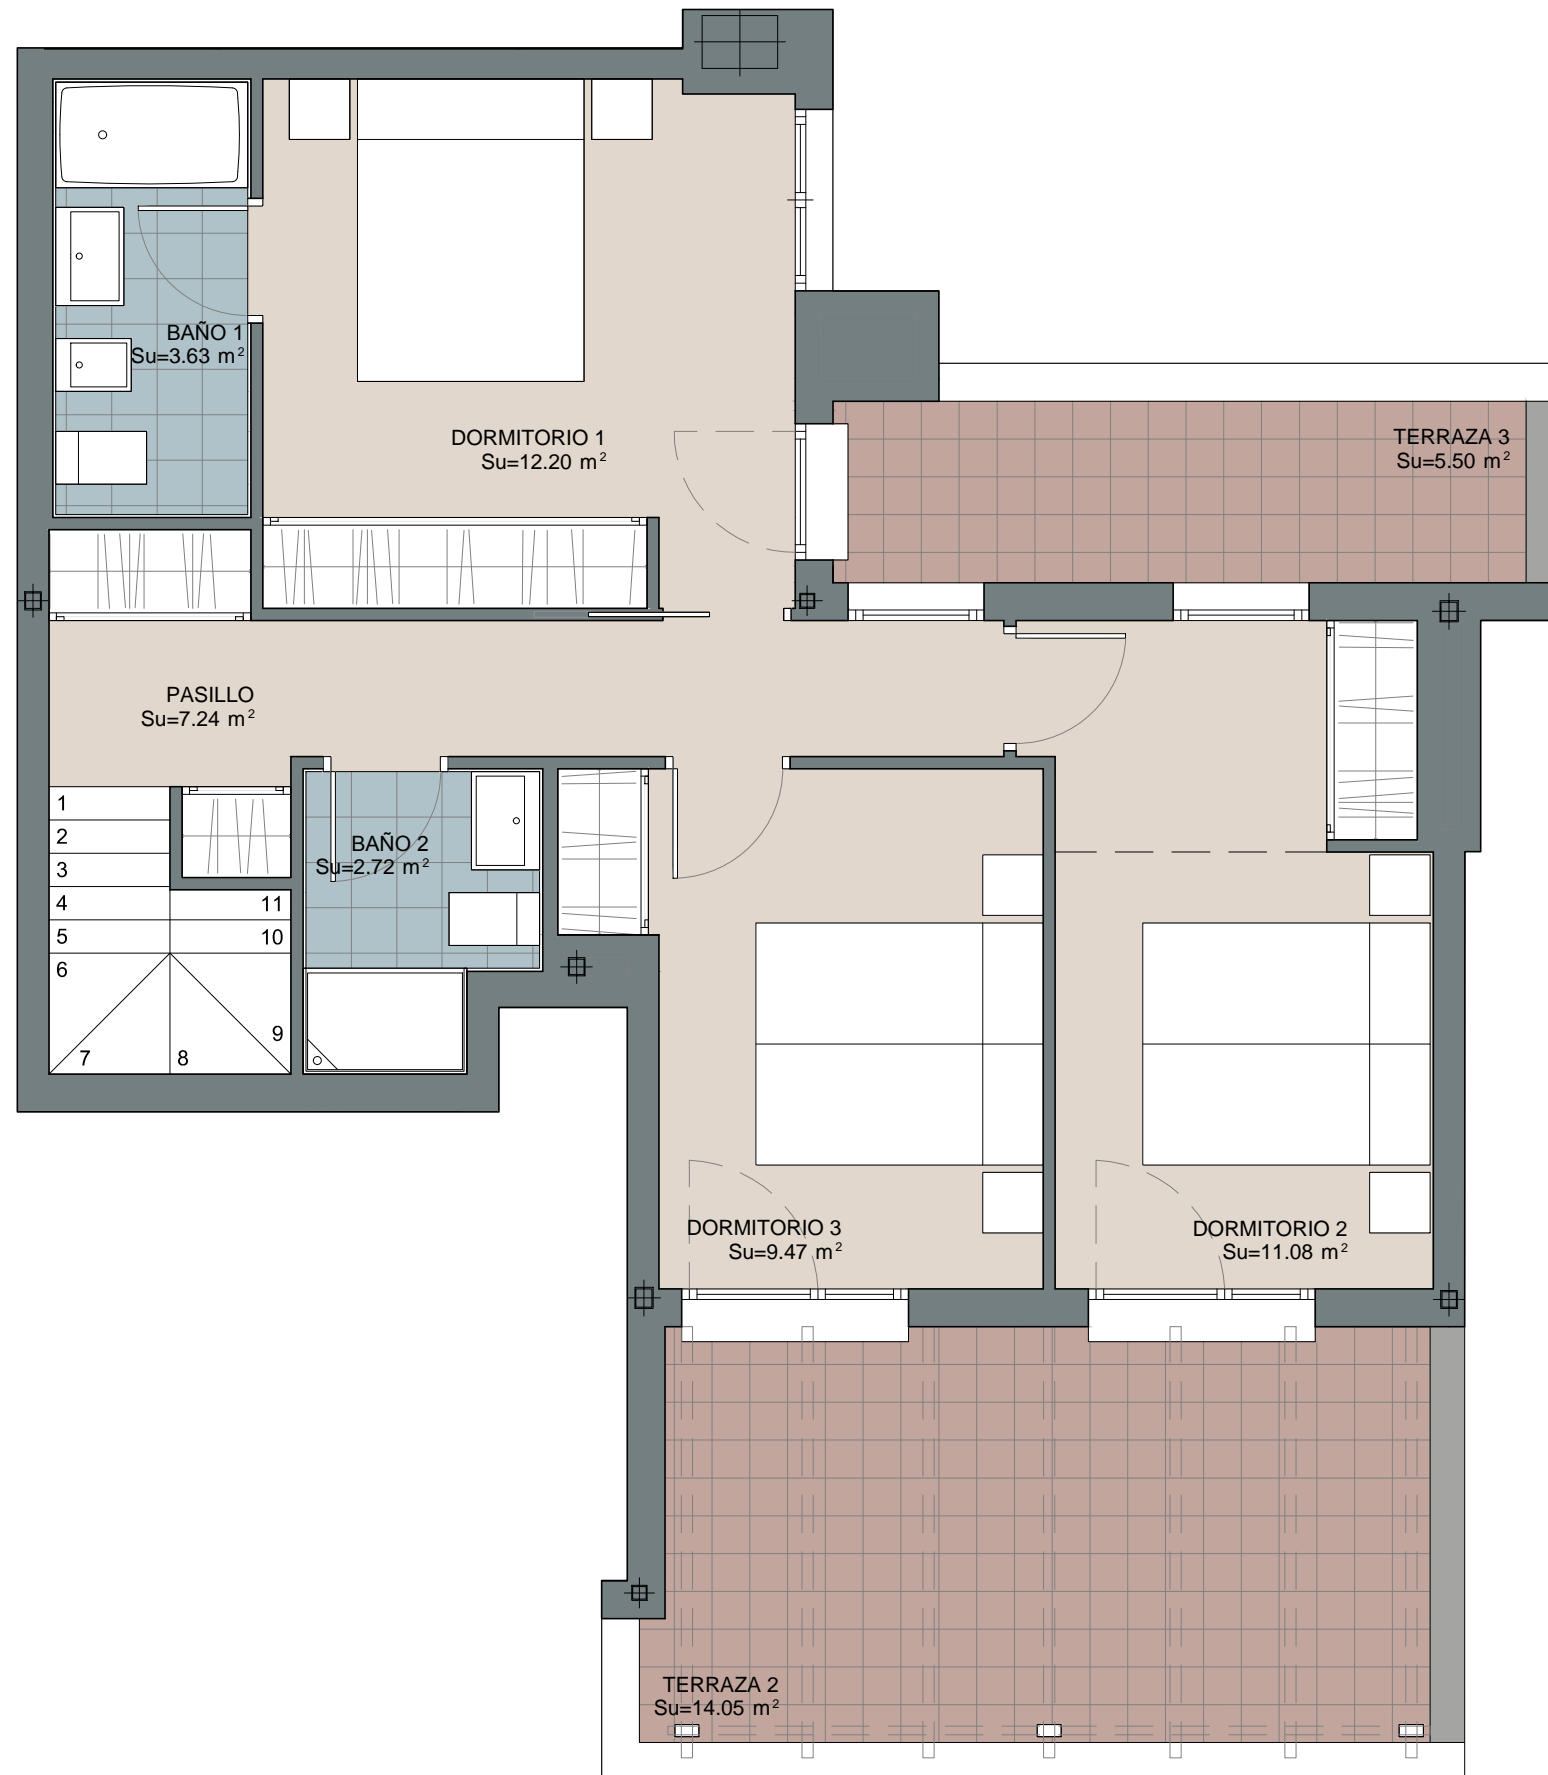 BAÑO 1
Su=3.63 m²
DORMITORIO 1
Su=12.20 m²
TERRAZA 3
Su=5.50 m²
PASILLO
Su=7.24 m²
1
2
3
4
5
6
7
8
9
10
11
BAÑO 2
Su=2.72 m²
DORMITORIO 3
Su=9.47 m²
DORMITORIO 2
Su=11.08 m²
TERRAZA 2
Su=14.05 m²